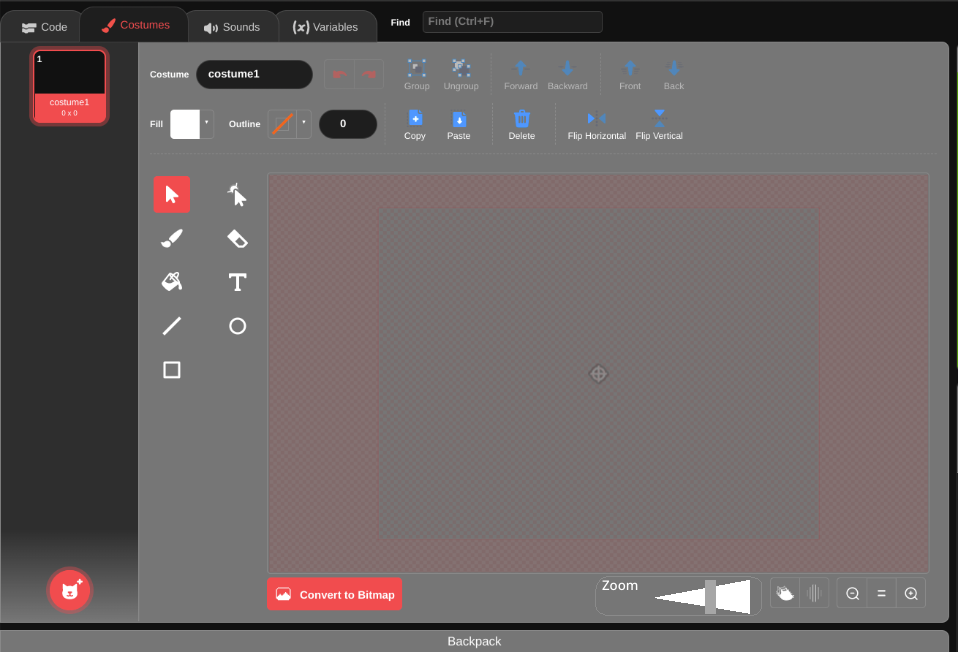 Code Costumes Sounds (x) Variables Find Find (Ctrl+F)
1
costume1
0 x 0
Costume costume1
Group Ungroup Forward Backward Front Back
Fill Outline 0
Copy Paste Delete Flip Horizontal Flip Vertical
T
Convert to Bitmap
Zoom
=
Backpack